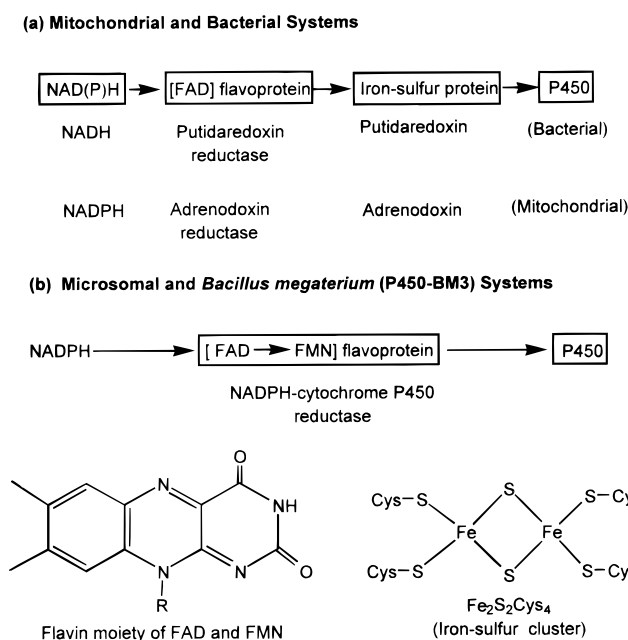 (a) Mitochondrial and Bacterial Systems
NAD(P)H [FAD] flavoprotein Iron-sulfur protein P450
NADH Putidaredoxin reductase Putidaredoxin (Bacterial)
NADPH Adrenodoxin reductase Adrenodoxin (Mitochondrial)
(b) Microsomal and Bacillus megaterium (P450-BM3) Systems
NADPH [ FAD FMN] flavoprotein P450
NADPH-cytochrome P450
reductase
O
N
NH
N
N
O
R
Flavin moiety of FAD and FMN
Cys S S S Cy
Fe Fe
Cys S S S Cy
Fe2S2Cys4
(Iron-sulfur cluster)